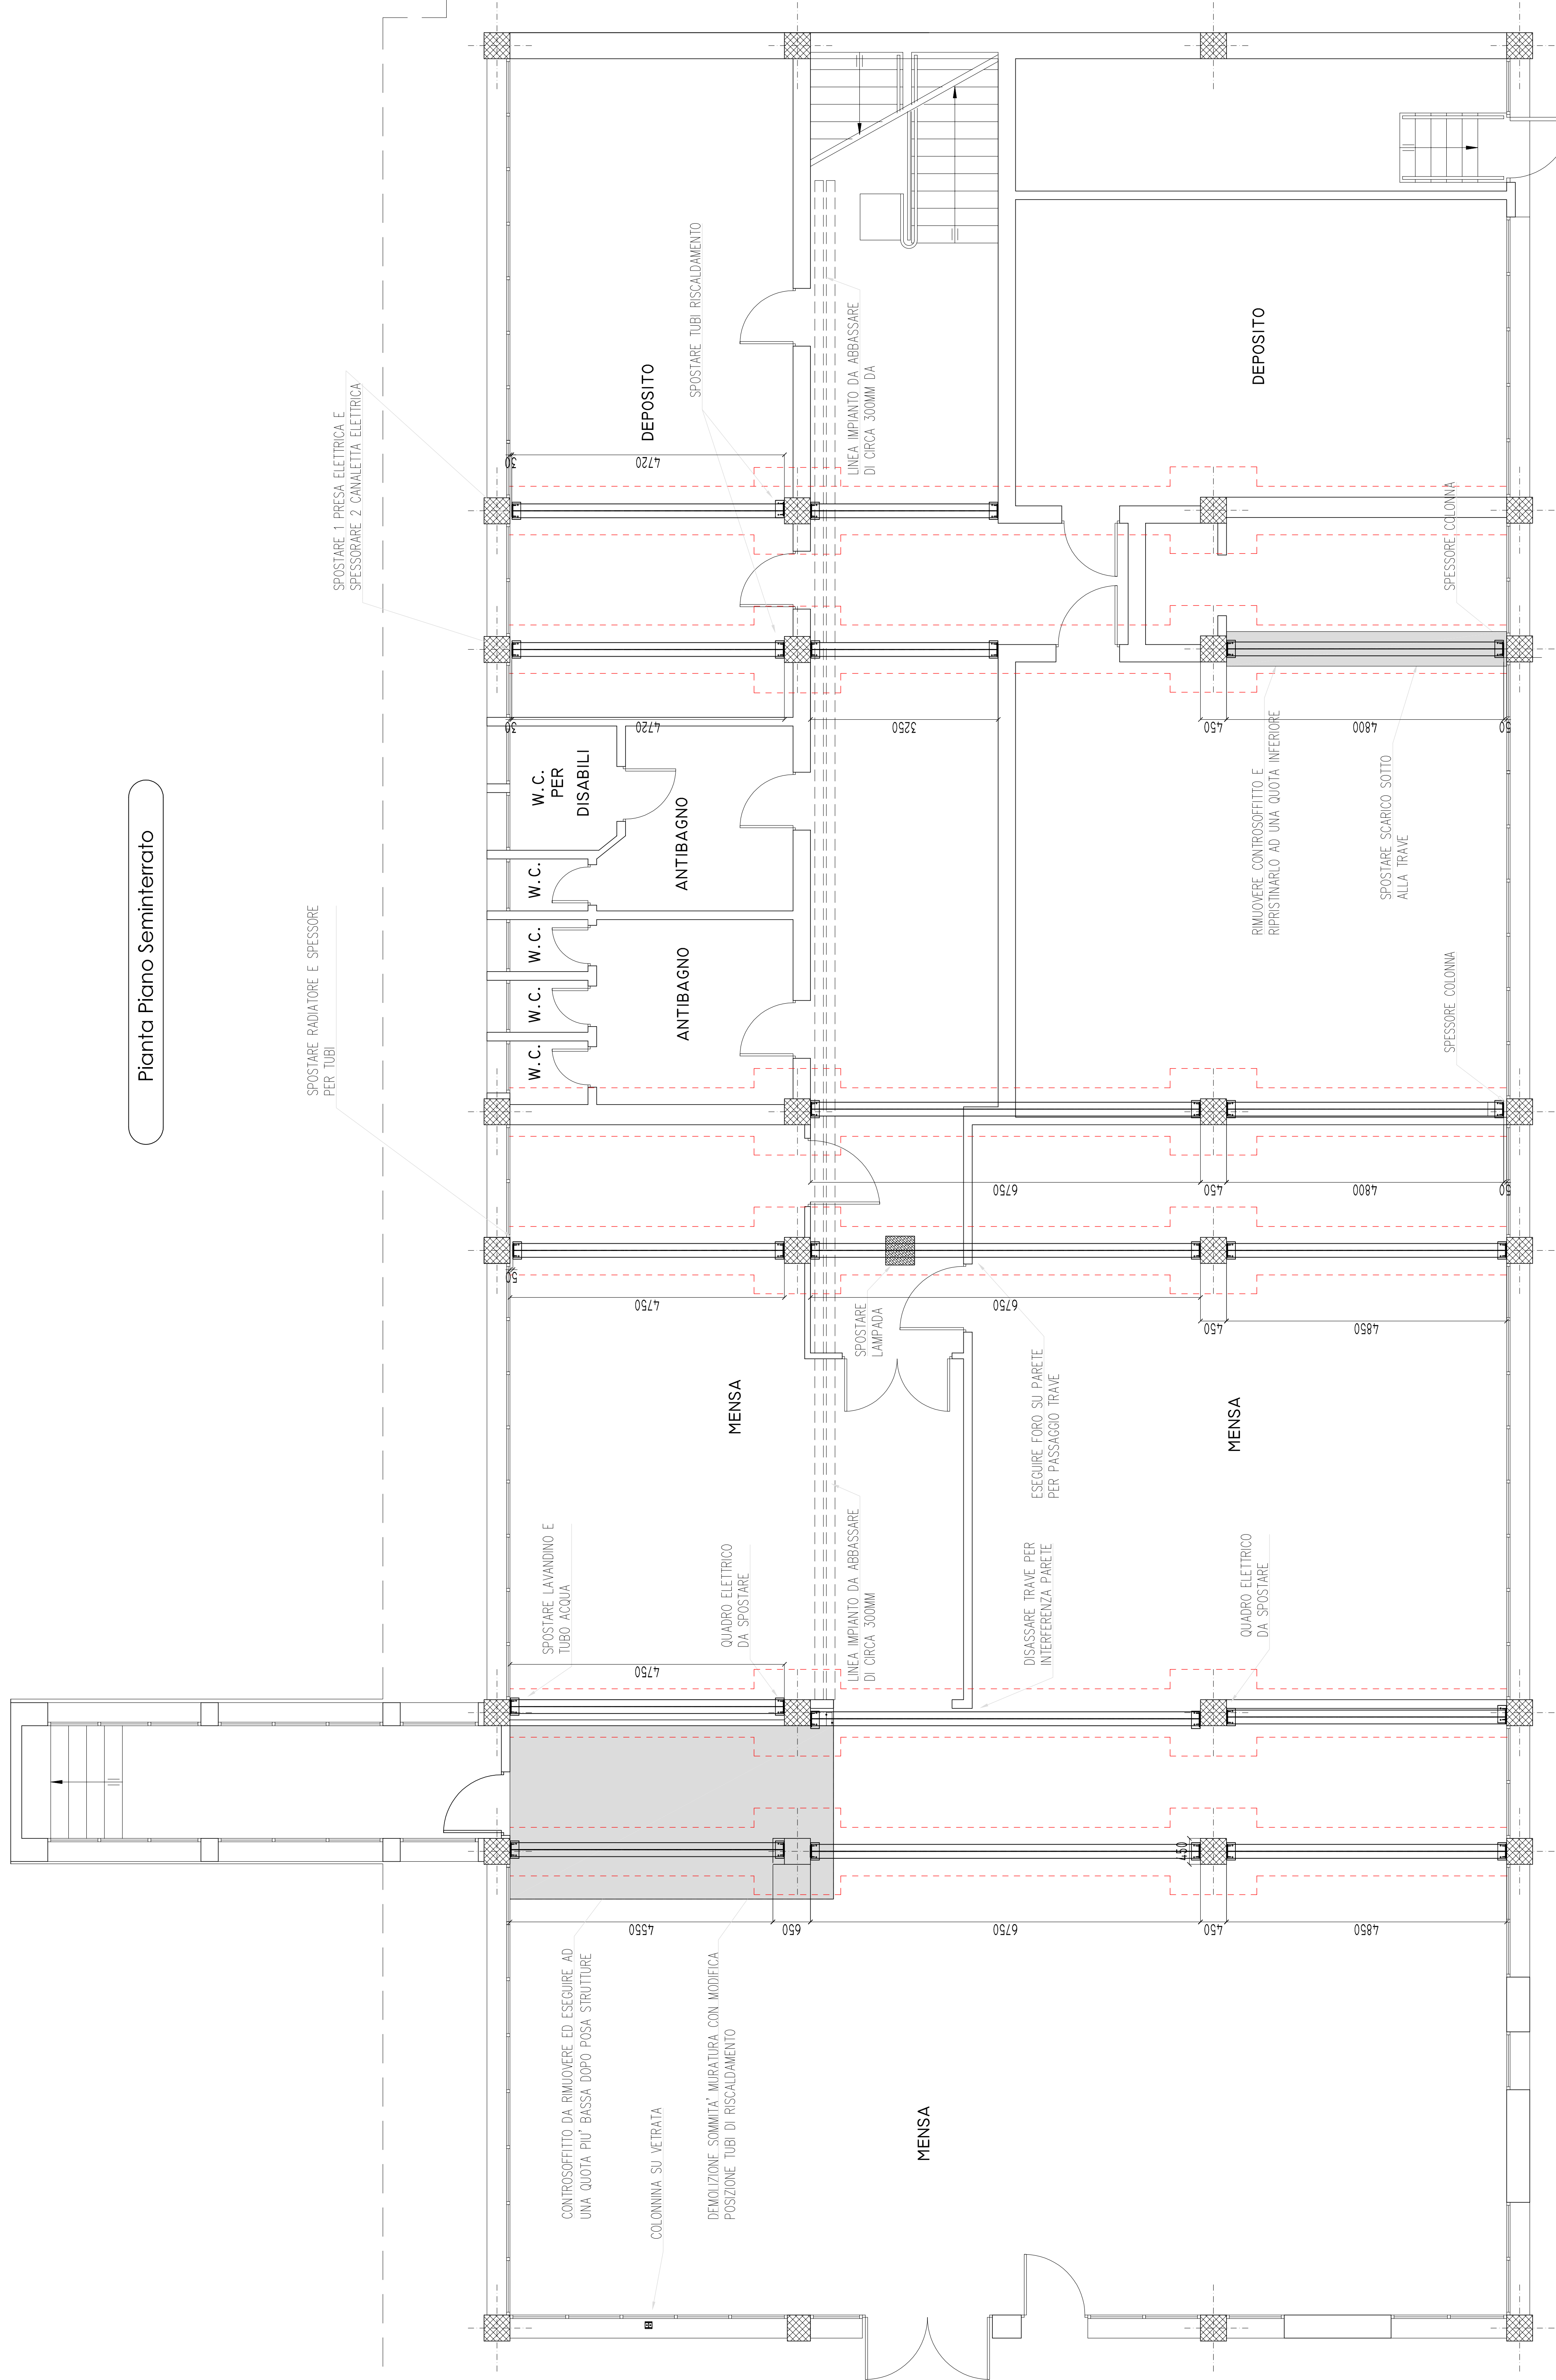 Pianta Piano Seminterrato
SPOSTARE 1 PRESA ELETTRICA E
SPESSORARE 2 CANALETTA ELETTRICA
SPOSTARE RADIATORE E SPESSORE
PER TUBI
DEPOSITO
SPOSTARE TUBI RISCALDAMENTO
LINEA IMPIANTO DA ABBASSARE
DI CIRCA 300MM DA
DEPOSITO
30
4720
SPESSORE COLONNA
30
4720
3250
450
4800
50
W.C.
PER
DISABILI
ANTIBAGNO
W.C.
W.C.
W.C.
W.C.
ANTIBAGNO
RIMUOVERE CONTROSOFFITTO E
RIPRISTINARLO AD UNA QUOTA INFERIORE
SPOSTARE SCARICO SOTTO
ALLA TRAVE
SPESSORE COLONNA
6750
450
4800
50
50
4750
6750
450
4850
SPOSTARE
LAMPADA
MENSA
ESEGUIRE FORO SU PARETE
PER PASSAGGIO TRAVE
MENSA
SPOSTARE LAVANDINO E
TUBO ACQUA
QUADRO ELETTRICO
DA SPOSTARE
LINEA IMPIANTO DA ABBASSARE
DI CIRCA 300MM
DISASSARE TRAVE PER
INTERFERENZA PARETE
QUADRO ELETTRICO
DA SPOSTARE
4750
450
4550
650
6750
450
4850
CONTROSOFFITTO DA RIMUOVERE ED ESEGUIRE AD
UNA QUOTA PIU' BASSA DOPO POSA STRUTTURE
COLONNINA SU VETRATA
DEMOLIZIONE SOMMITA' MURATURA CON MODIFICA
POSIZIONE TUBI DI RISCALDAMENTO
MENSA